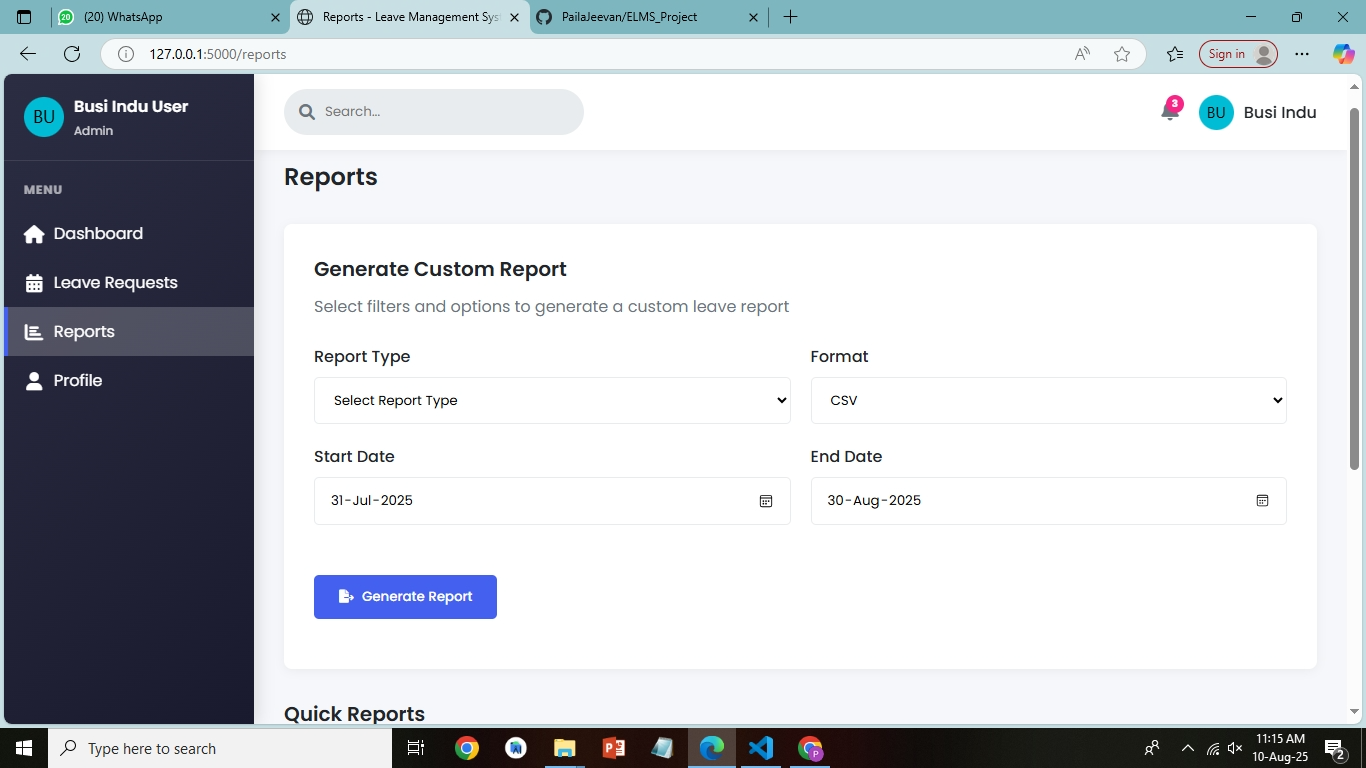 20
(20) WhatsApp
Reports - Leave Management Sys
PailaJeevan/ELMS_Project
127.0.0.1:5000/reports
Sign in
BU
Busi Indu User
Admin
Search...
3
BU
Busi Indu
MENU
Dashboard
Leave Requests
Reports
Profile
Reports
Generate Custom Report
Select filters and options to generate a custom leave report
Report Type
Format
Select Report Type
CSV
Start Date
End Date
31-Jul-2025
30-Aug-2025
Generate Report
Quick Reports
Type here to search
P
11:15 AM
10-Aug-25
2